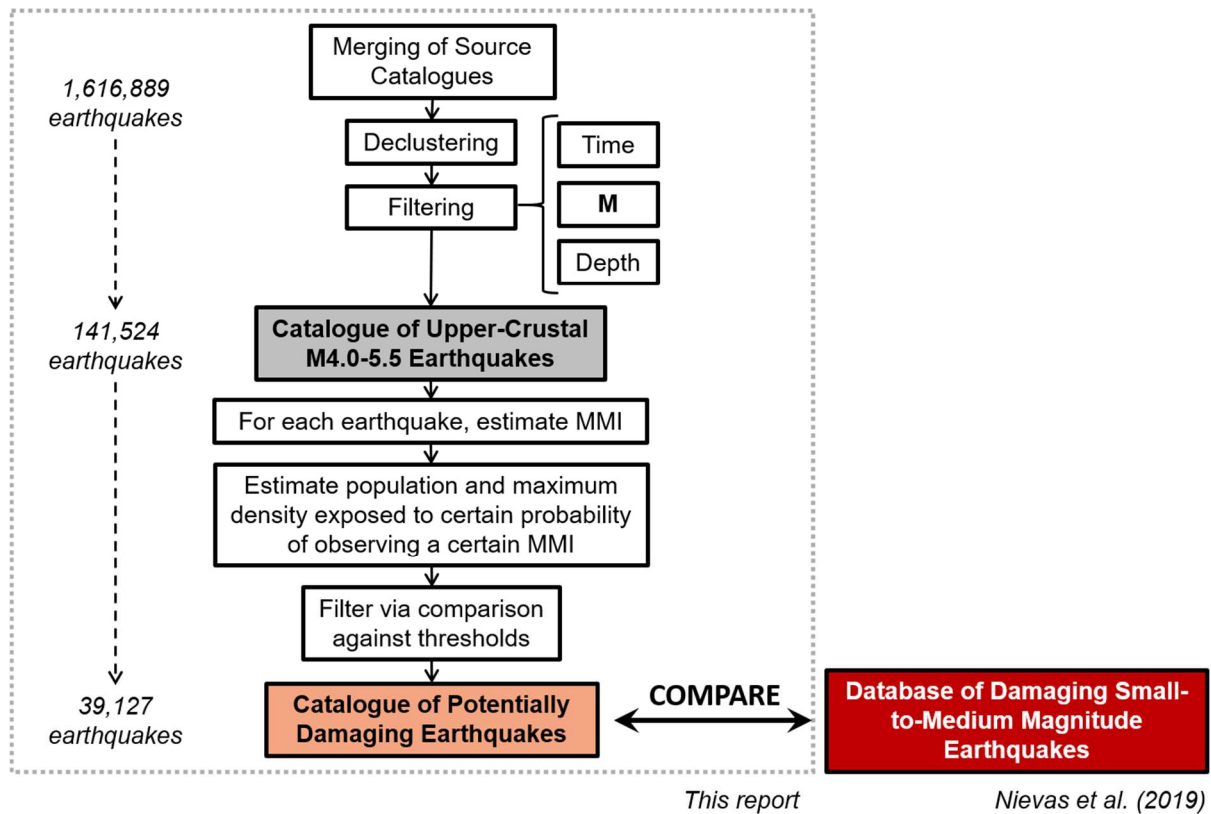 Merging of Source
Catalogues
1,616,889
earthquakes
Declustering
Time
Filtering
M
Depth
141,524
earthquakes
Catalogue of Upper-Crustal
M4.0-5.5 Earthquakes
For each earthquake, estimate MMI
Estimate population and maximum
density exposed to certain probability
of observing a certain MMI
Filter via comparison
against thresholds
39,127
earthquakes
Catalogue of Potentially
Damaging Earthquakes
COMPARE
Database of Damaging Small-
to-Medium Magnitude
Earthquakes
This report
Nievas et al. (2019)